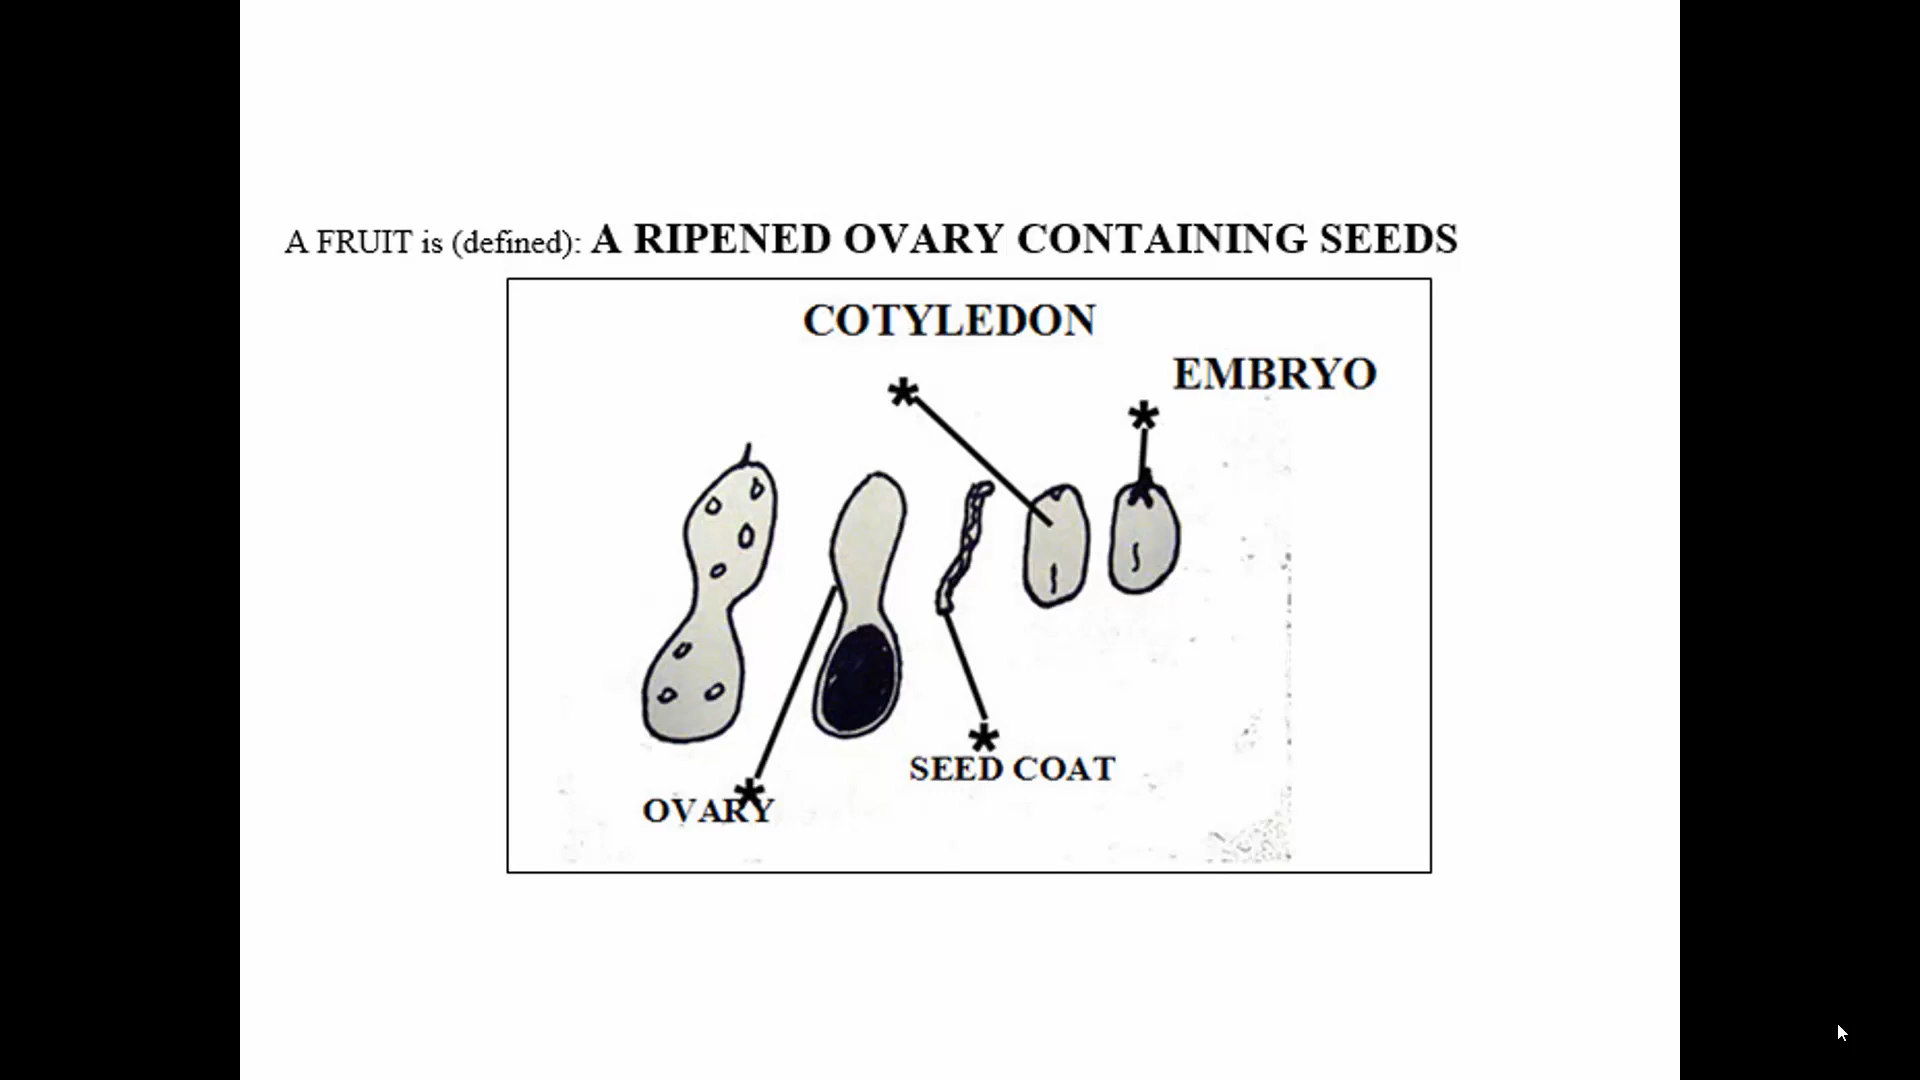 A FRUIT is (defined): A RIPENED OVARY CONTAINING SEEDS
COTYLEDON
EMBRYO
SEED COAT
OVARY